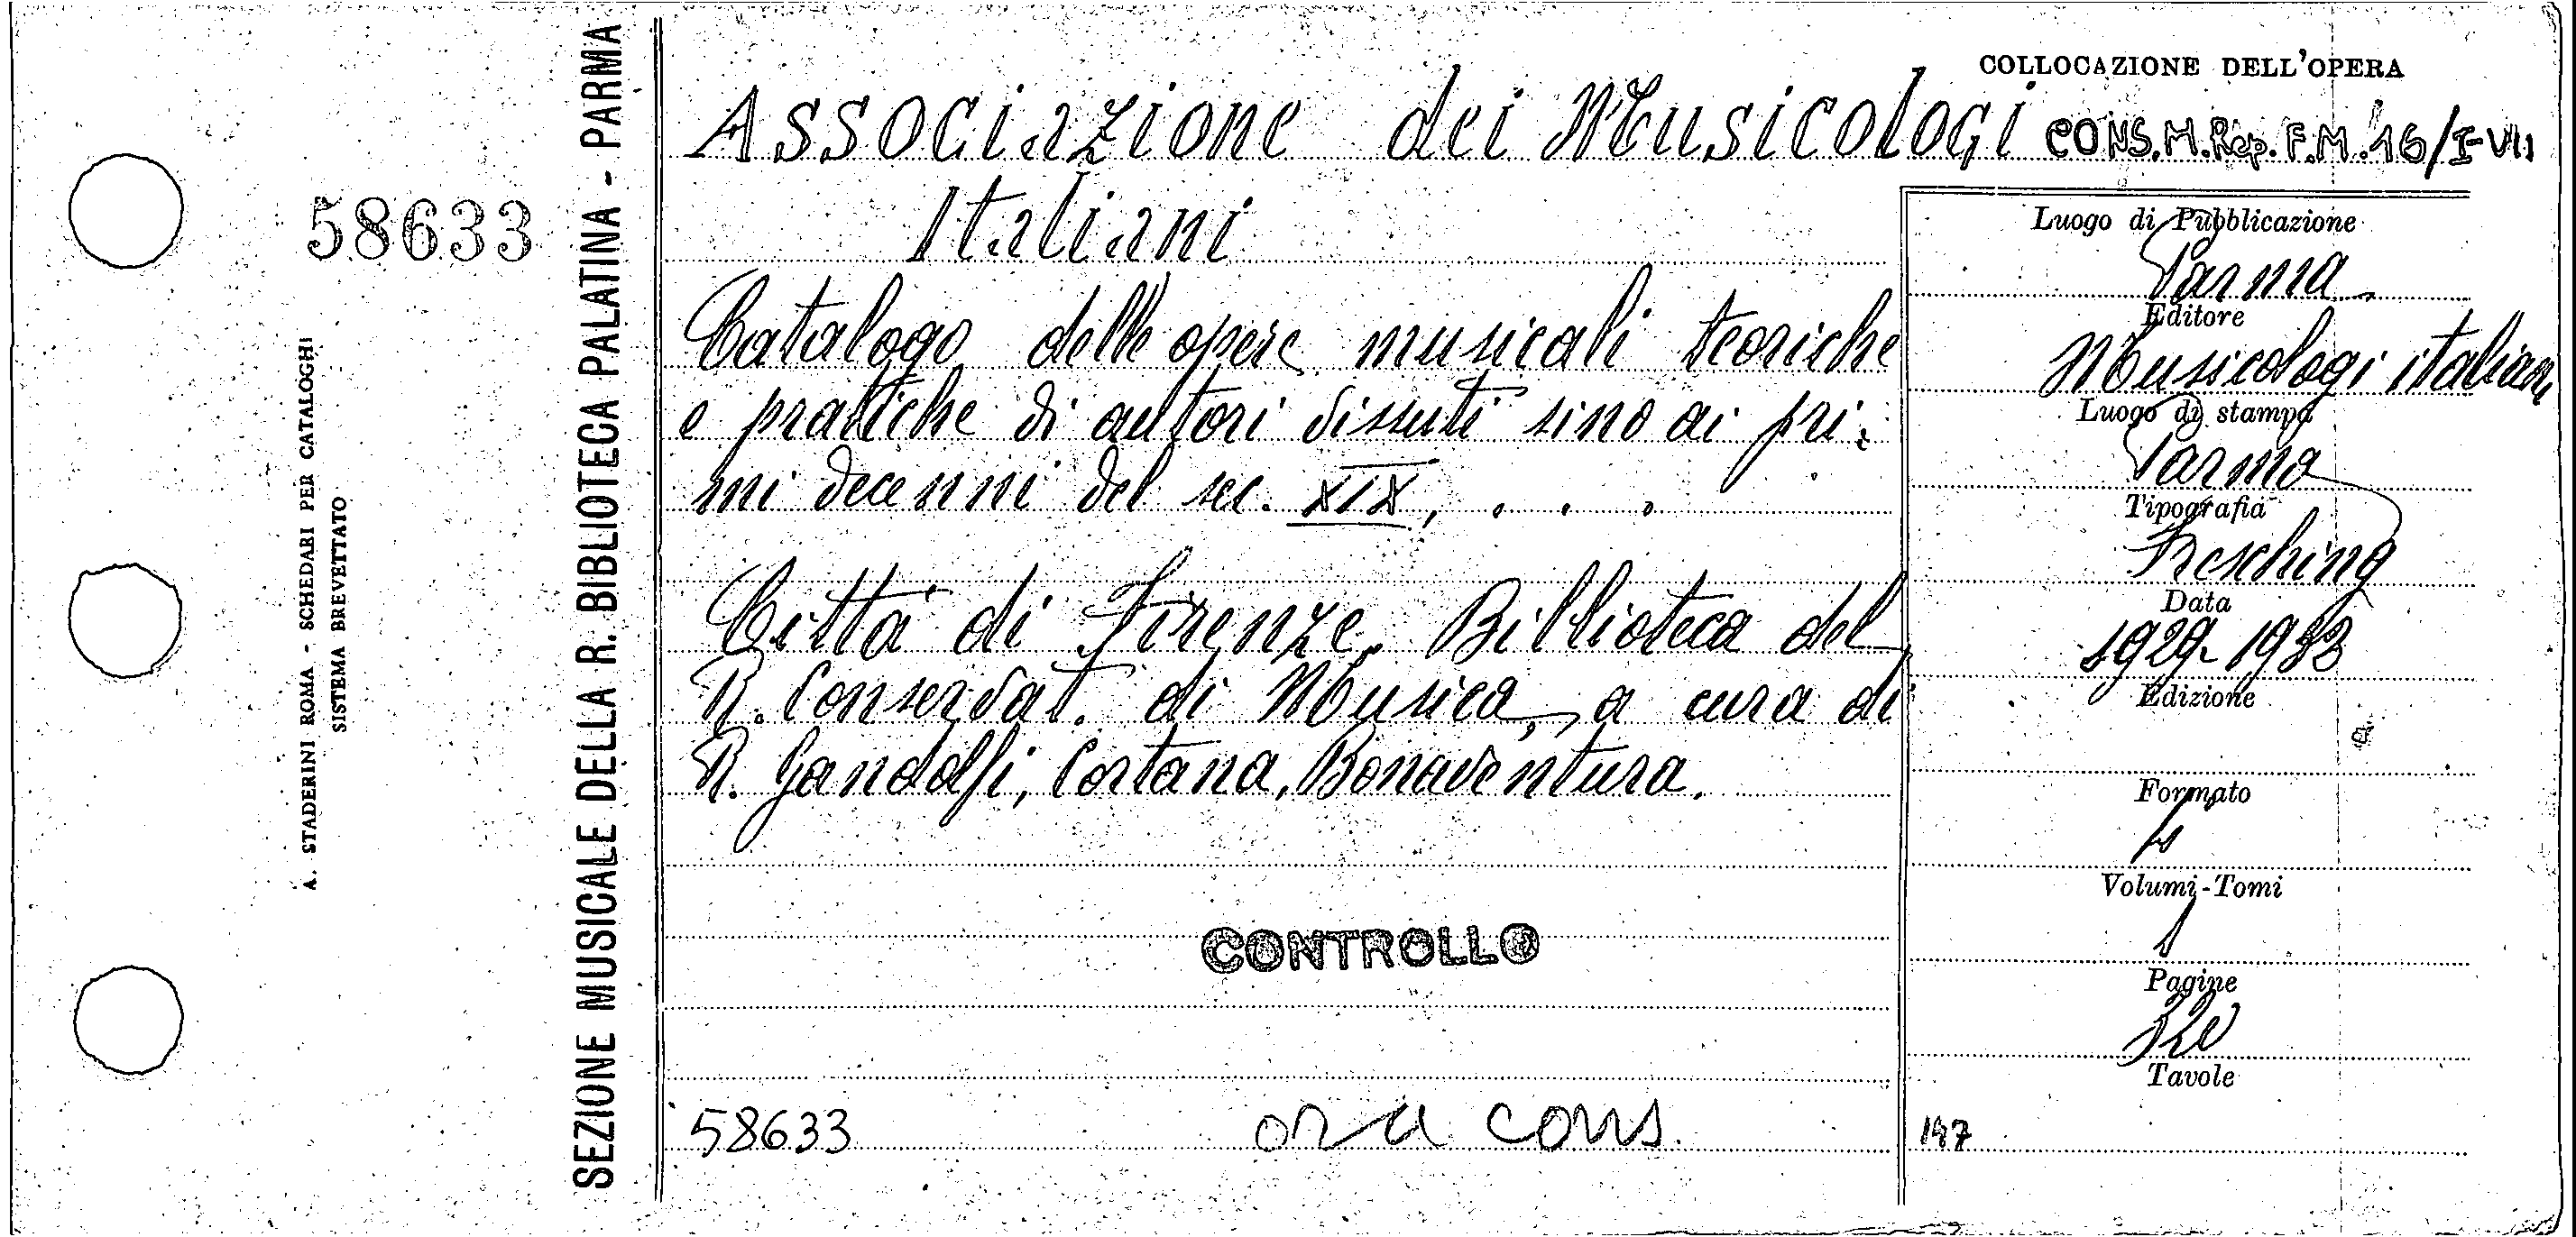 COLLOCAZIONE DELL'OPERA
Associazione dei Musicologi
CONS.M.Rep.F.M.16/I-VII
Italiani
Catalogo delle opere musicali teoriche
e pratiche di autori vissuti sino ai pri-
mi decenni del sec. XIX, . . .
Città di Firenze. Biblioteca del
R. Conservat. di Musica, a cura di
R. Gandolfi, Cortana, Bonaventura.
CONTROLLO
58633
ora cons.
Luogo di Pubblicazione
Parma
Editore
Musicologi italiani
Luogo di stampa
Parma
Tipografia
Fresching
Data
1929-1933
Edizione
Formato
Volumi-Tomi
1
Pagine
Tavole
147
58633
A. STADERINI ROMA - SCHEDARI PER CATALOGHI
SISTEMA BREVETTATO
SEZIONE MUSICALE DELLA R. BIBLIOTECA PALATINA - PARMA